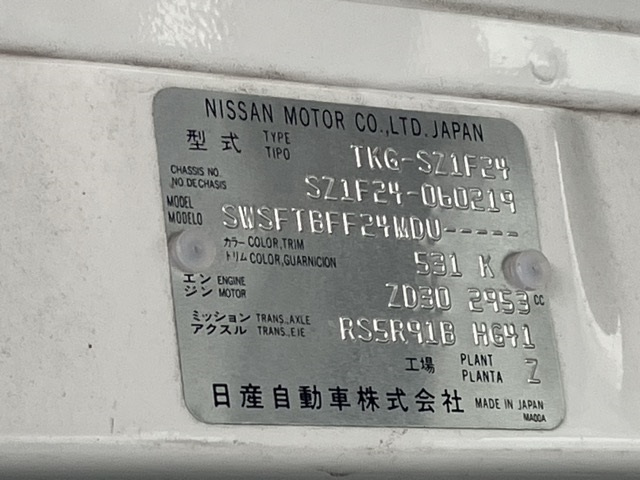 NISSAN MOTOR CO.,LTD. JAPAN
型式 TYPE TIPO TKG-SZ1F24
CHASSIS NO. NO.DE CHASIS SZ1F24-060219
MODEL MODELO SWSFTBFF24WDU-----
カラー COLOR,TRIM トリム COLOR,GUARNICION 531 K
エンジン ENGINE MOTOR ZD30 2953 CC
ミッション TRANS.,AXLE アクスル TRANS.,EJE RS5R91B HG41
工場 PLANT PLANTA Z
日産自動車株式会社 MADE IN JAPAN